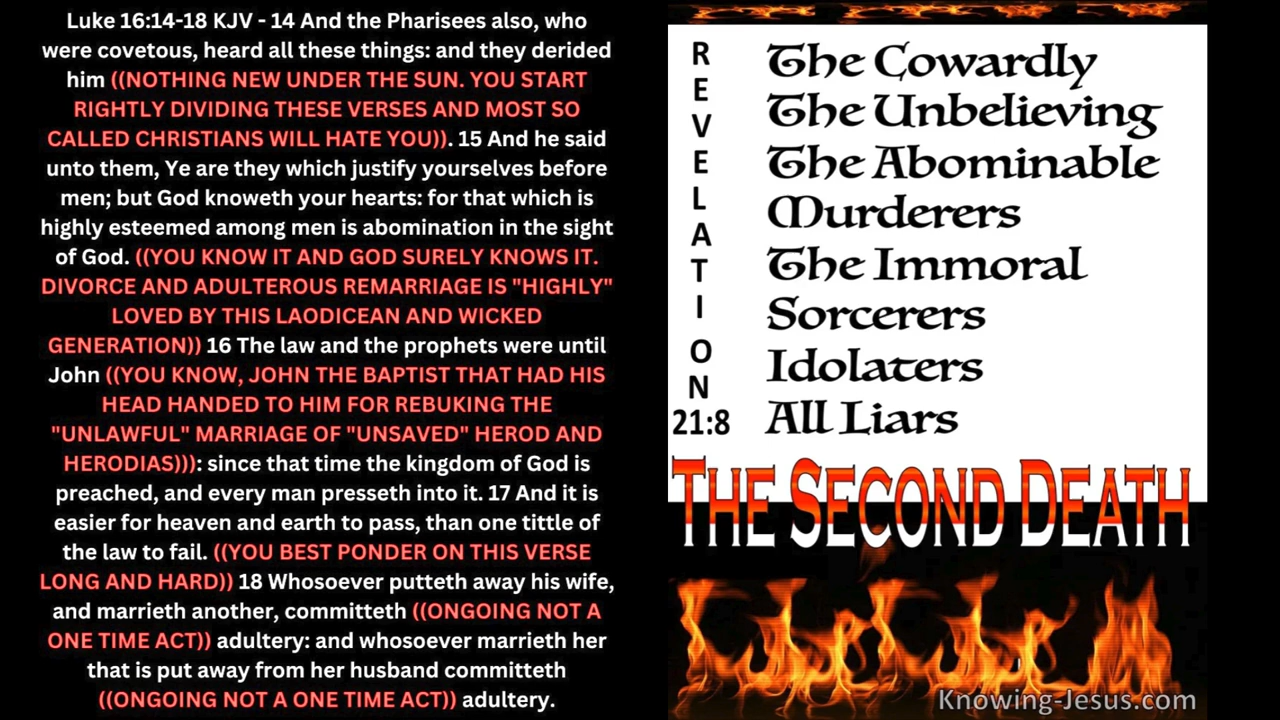 Luke 16:14-18 KJV - 14 And the Pharisees also, who
were covetous, heard all these things: and they derided
him ((NOTHING NEW UNDER THE SUN. YOU START
RIGHTLY DIVIDING THESE VERSES AND MOST SO
CALLED CHRISTIANS WILL HATE YOU)). 15 And he said
unto them, Ye are they which justify yourselves before
men; but God knoweth your hearts: for that which is
highly esteemed among men is abomination in the sight
of God. ((YOU KNOW IT AND GOD SURELY KNOWS IT.
DIVORCE AND ADULTEROUS REMARRIAGE IS "HIGHLY"
LOVED BY THIS LAODICEAN AND WICKED
GENERATION)) 16 The law and the prophets were until
John ((YOU KNOW, JOHN THE BAPTIST THAT HAD HIS
HEAD HANDED TO HIM FOR REBUKING THE
"UNLAWFUL" MARRIAGE OF "UNSAVED" HEROD AND
HERODIAS))): since that time the kingdom of God is
preached, and every man presseth into it. 17 And it is
easier for heaven and earth to pass, than one tittle of
the law to fail. ((YOU BEST PONDER ON THIS VERSE
LONG AND HARD)) 18 Whosoever putteth away his wife,
and marrieth another, committeth ((ONGOING NOT A
ONE TIME ACT)) adultery: and whosoever marrieth her
that is put away from her husband committeth
((ONGOING NOT A ONE TIME ACT)) adultery.
REVELATION
21:8
The Cowardly
The Unbelieving
The Abominable
Murderers
The Immoral
Sorcerers
Idolaters
All Liars
THE SECOND DEATH
Knowing-Jesus.com